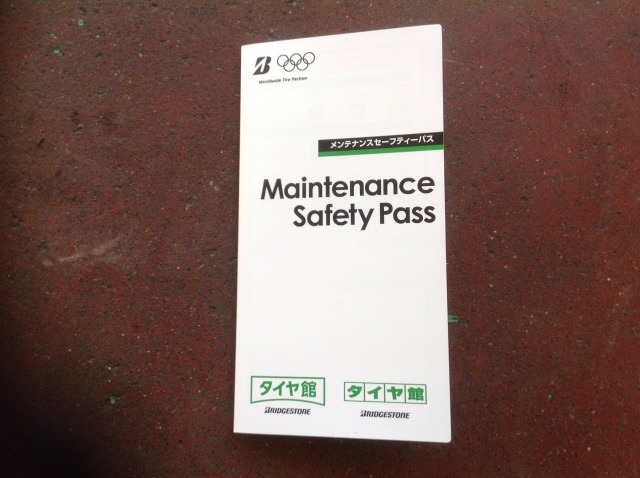 B
Worldwide Tire Partner
メンテナンスセーフティーパス
Maintenance
Safety Pass
タイヤ館 タイヤ館
BRIDGESTONE BRIDGESTONE